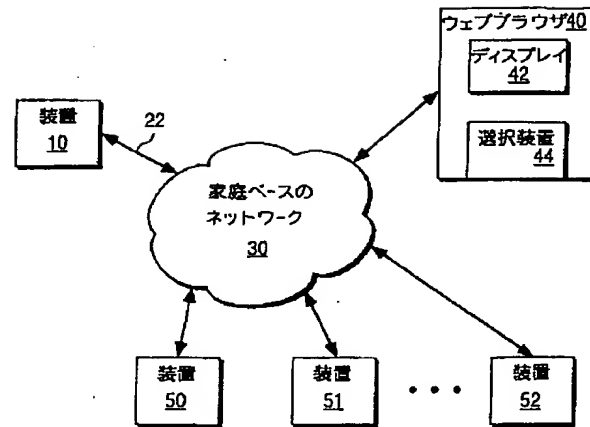 ウェブブラウザ40
ディスプレイ
42
選択装置
44
装置
10
22
家庭ベースの
ネットワーク
30
装置
50
装置
51
装置
52